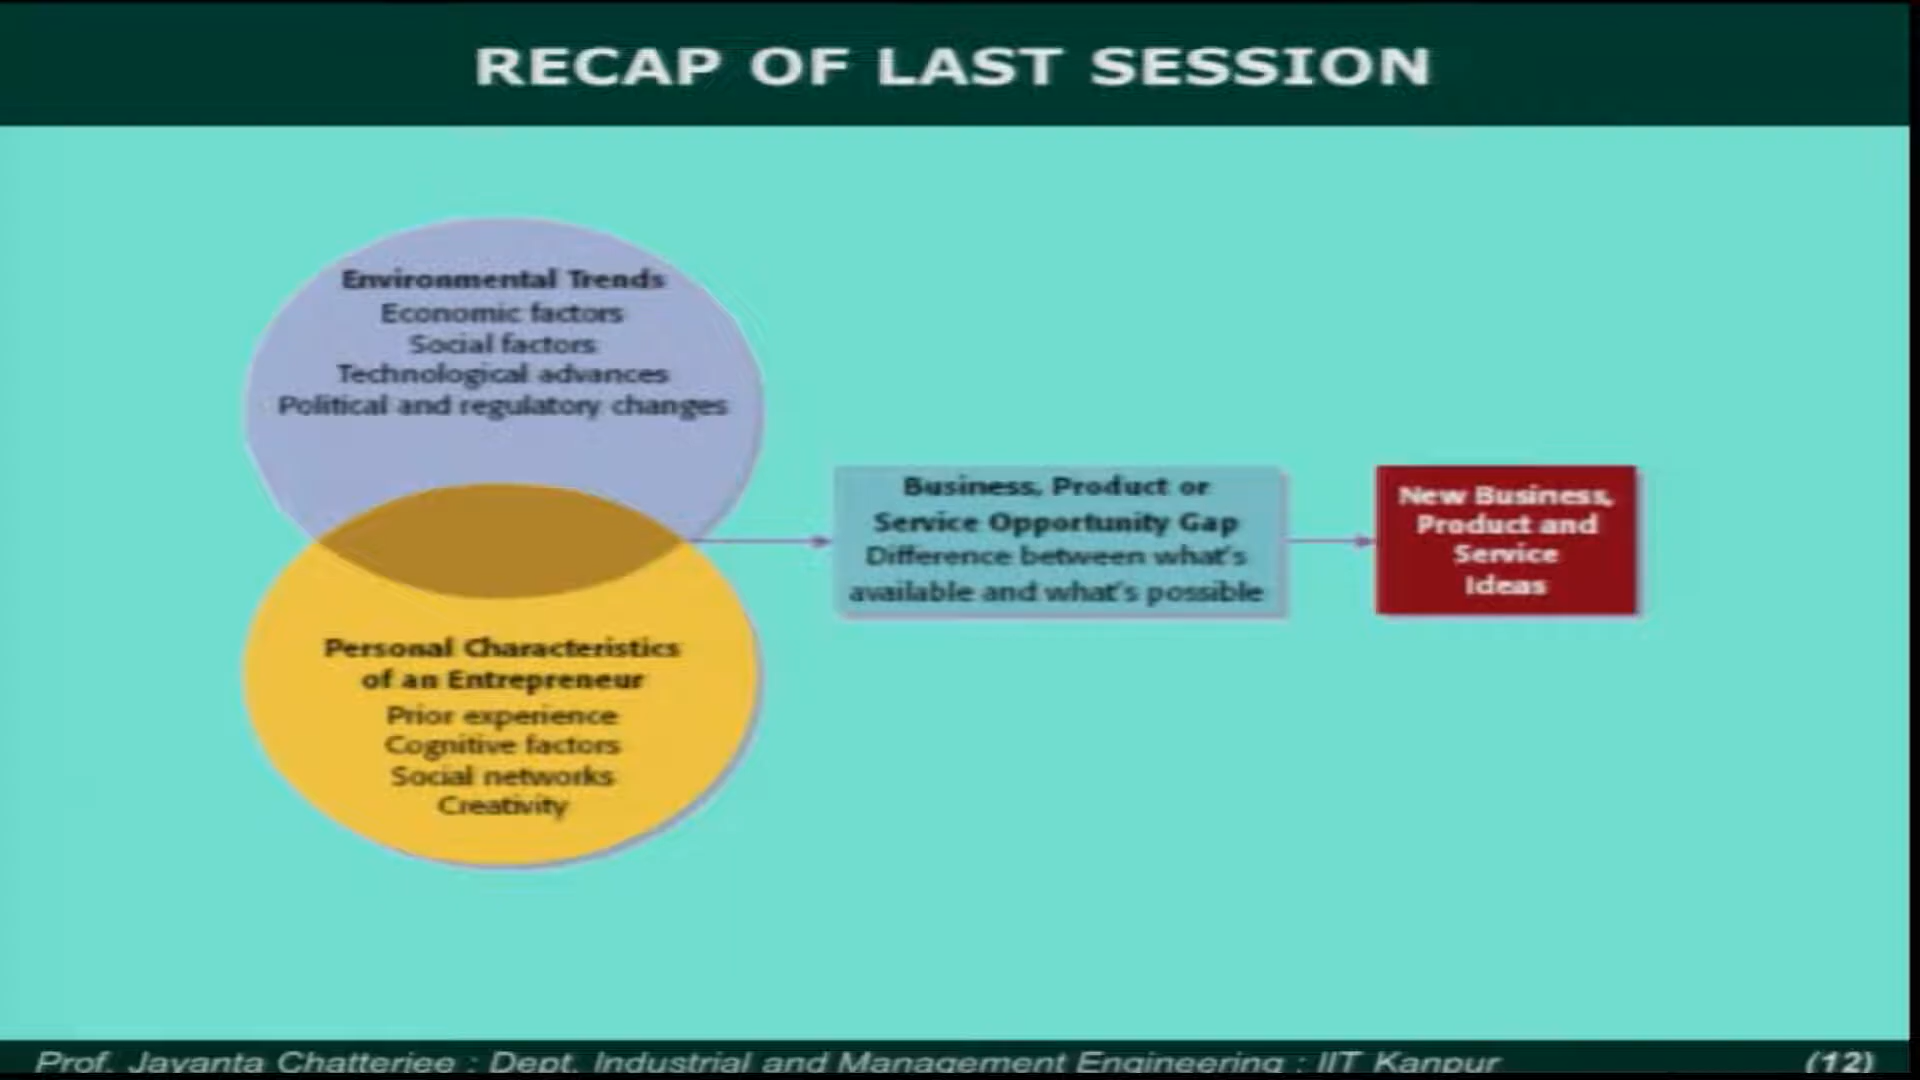 RECAP OF LAST SESSION
Environmental Trends
Economic factors
Social factors
Technological advances
Political and regulatory changes
Personal Characteristics
of an Entrepreneur
Prior experience
Cognitive factors
Social networks
Creativity
Business, Product or
Service Opportunity Gap
Difference between what's
available and what's possible
New Business,
Product and
Service
Ideas
Prof. Jayanta Chatterjee : Dept. Industrial and Management Engineering : IIT Kanpur
(12)